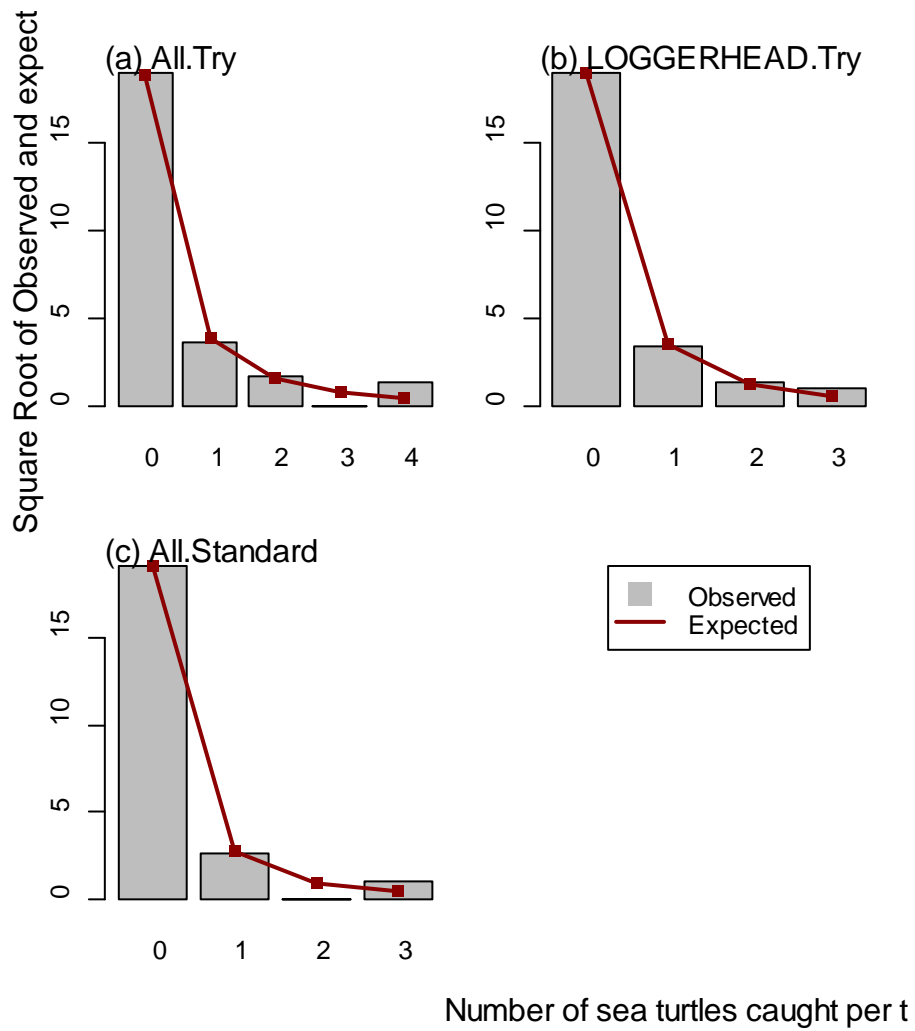 Square Root of Observed and expect
(a) All.Try
15
10
5
0
0 1 2 3 4
(b) LOGGERHEAD.Try
15
10
5
0
0 1 2 3
(c) All.Standard
15
10
5
0
0 1 2 3
Observed
Expected
Number of sea turtles caught per t